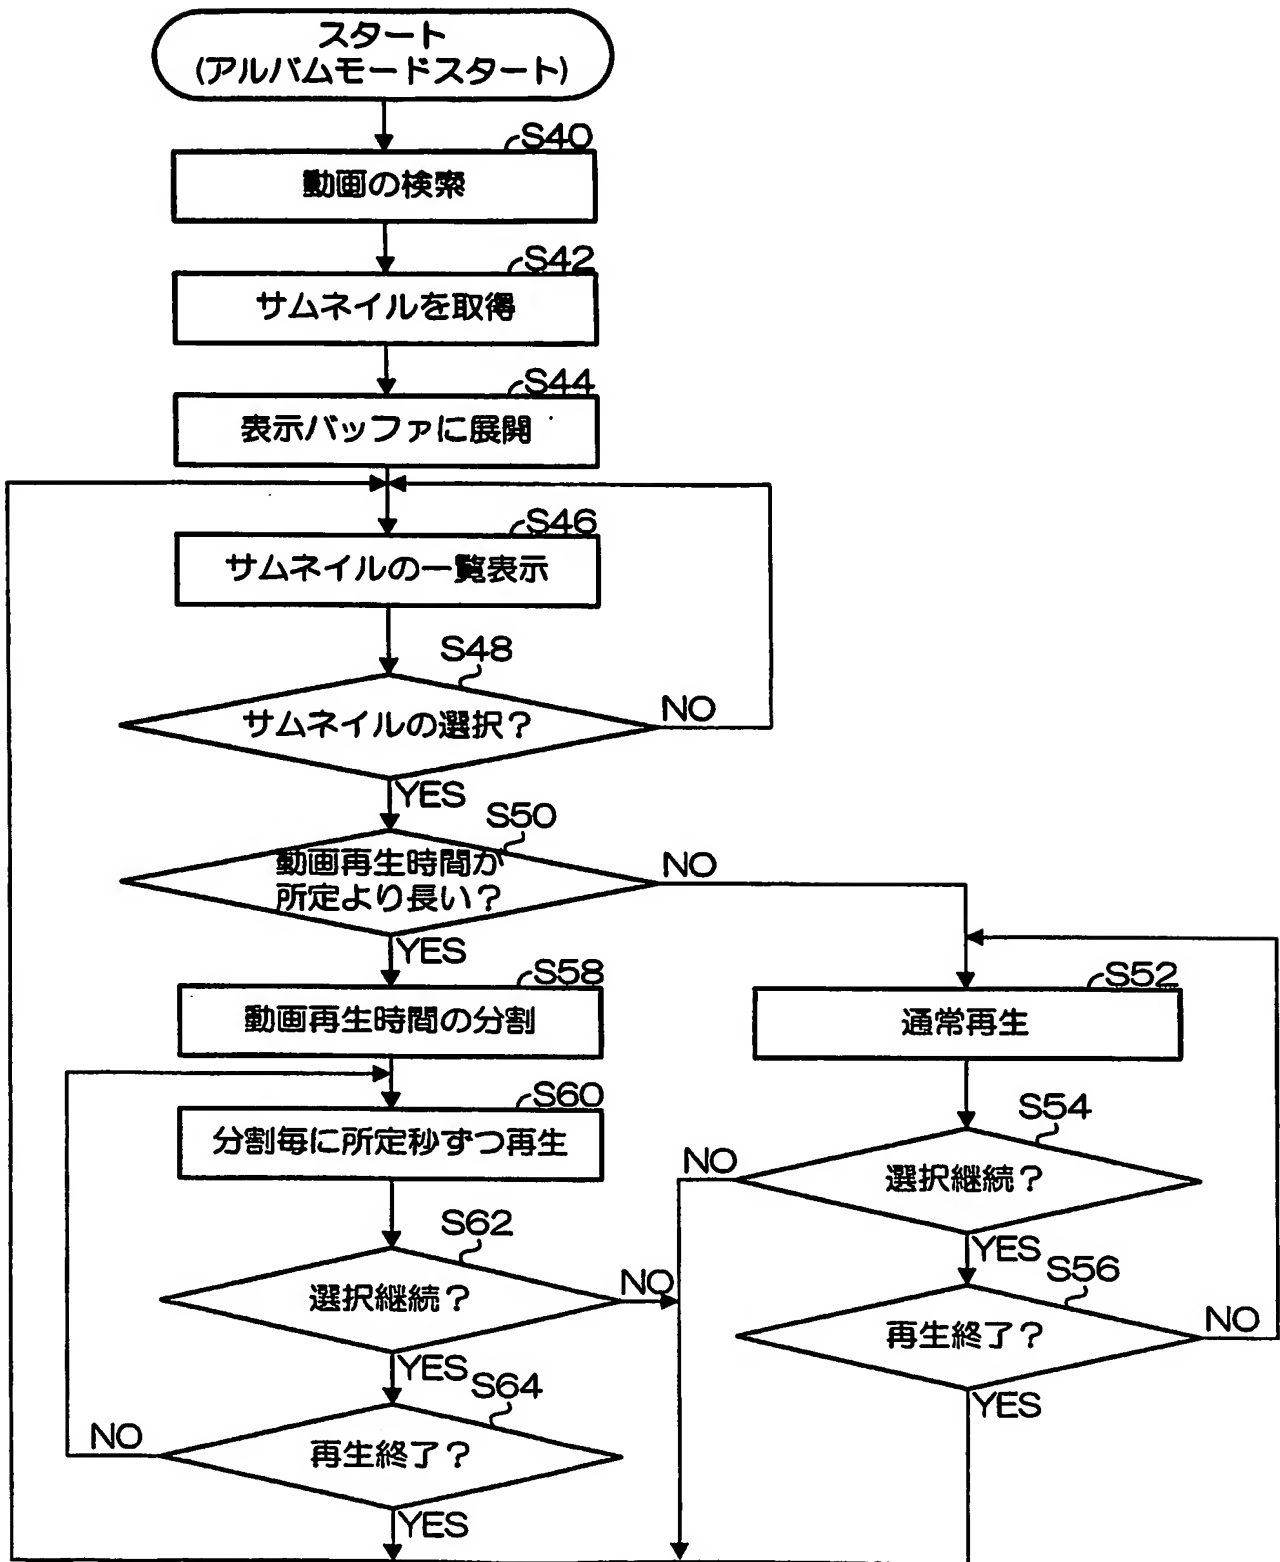 スタート
(アルバムモードスタート)
S40
動画の検索
S42
サムネイルを取得
S44
表示バッファに展開
S46
サムネイルの一覧表示
S48
サムネイルの選択?
NO
YES
S50
動画再生時間が
所定より長い?
NO
YES
S58
動画再生時間の分割
S52
通常再生
S60
分割毎に所定秒ずつ再生
S54
選択継続?
NO
YES
S62
選択継続?
NO
YES
S56
再生終了?
NO
YES
S64
再生終了?
NO
YES